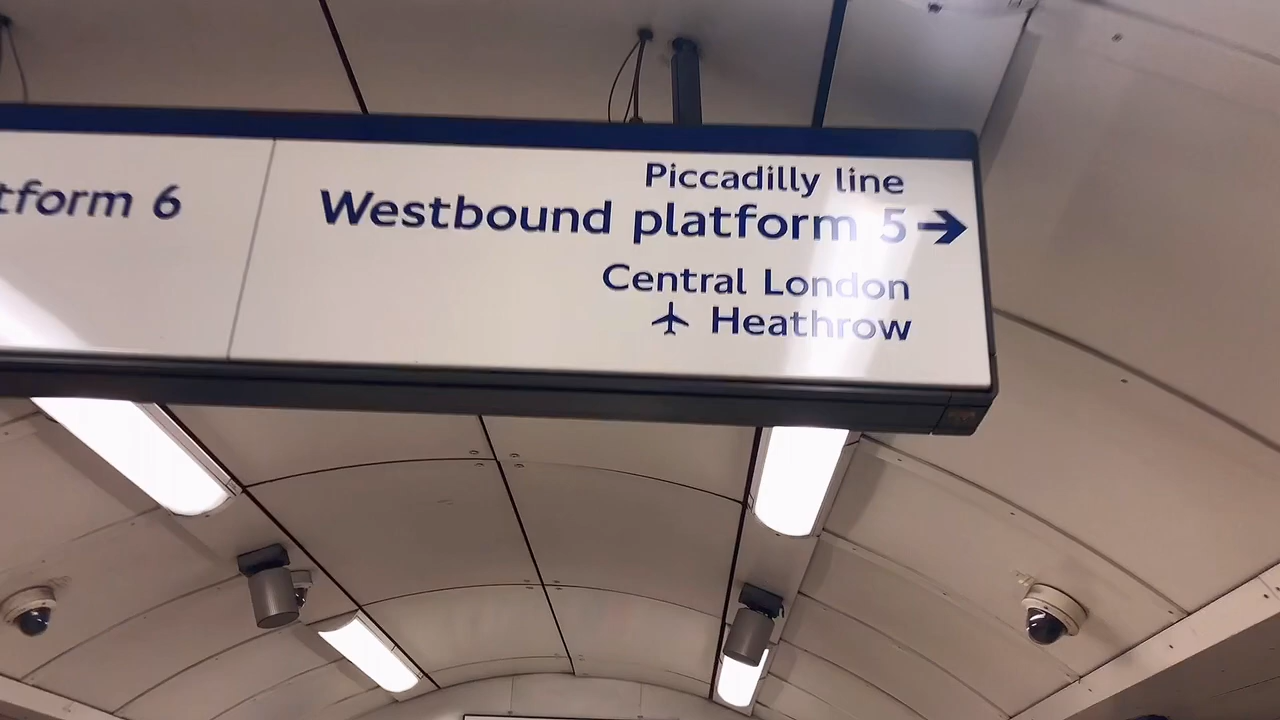 tform 6
Piccadilly line
Westbound platform 5
Central London
Heathrow